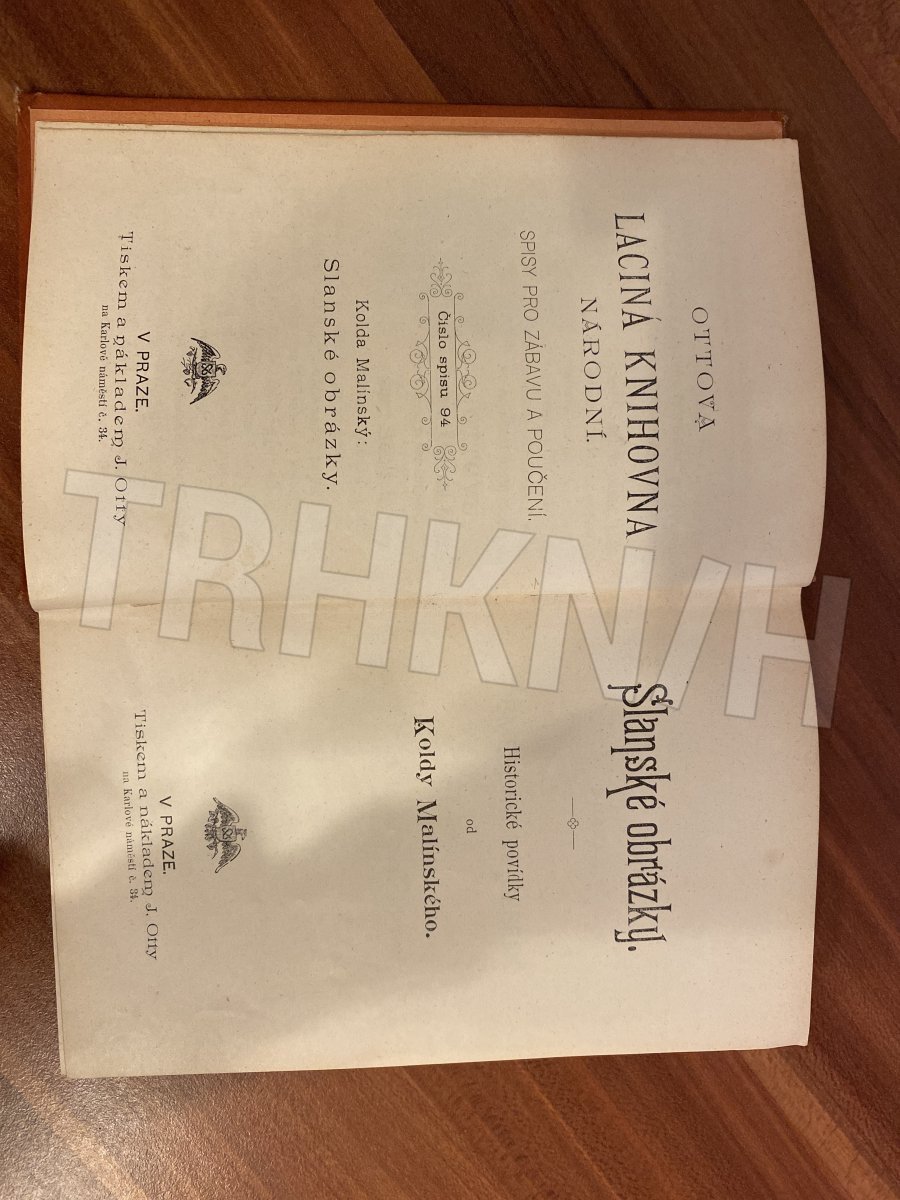 OTTOVA
LACINÁ KNIHOVNA
NÁRODNÍ.
SPISY PRO ZÁBAVU A POUČENÍ.
Číslo spisu 94
Kolda Malínský:
Slanské obrázky.
V PRAZE.
Tiskem a nákladem J. Otty
na Karlově náměstí č. 34.
Slanské obrázky.
Historické povídky
od
Koldy Malínského.
V PRAZE.
Tiskem a nákladem J. Otty
na Karlově náměstí č. 34.
TRHKN/H